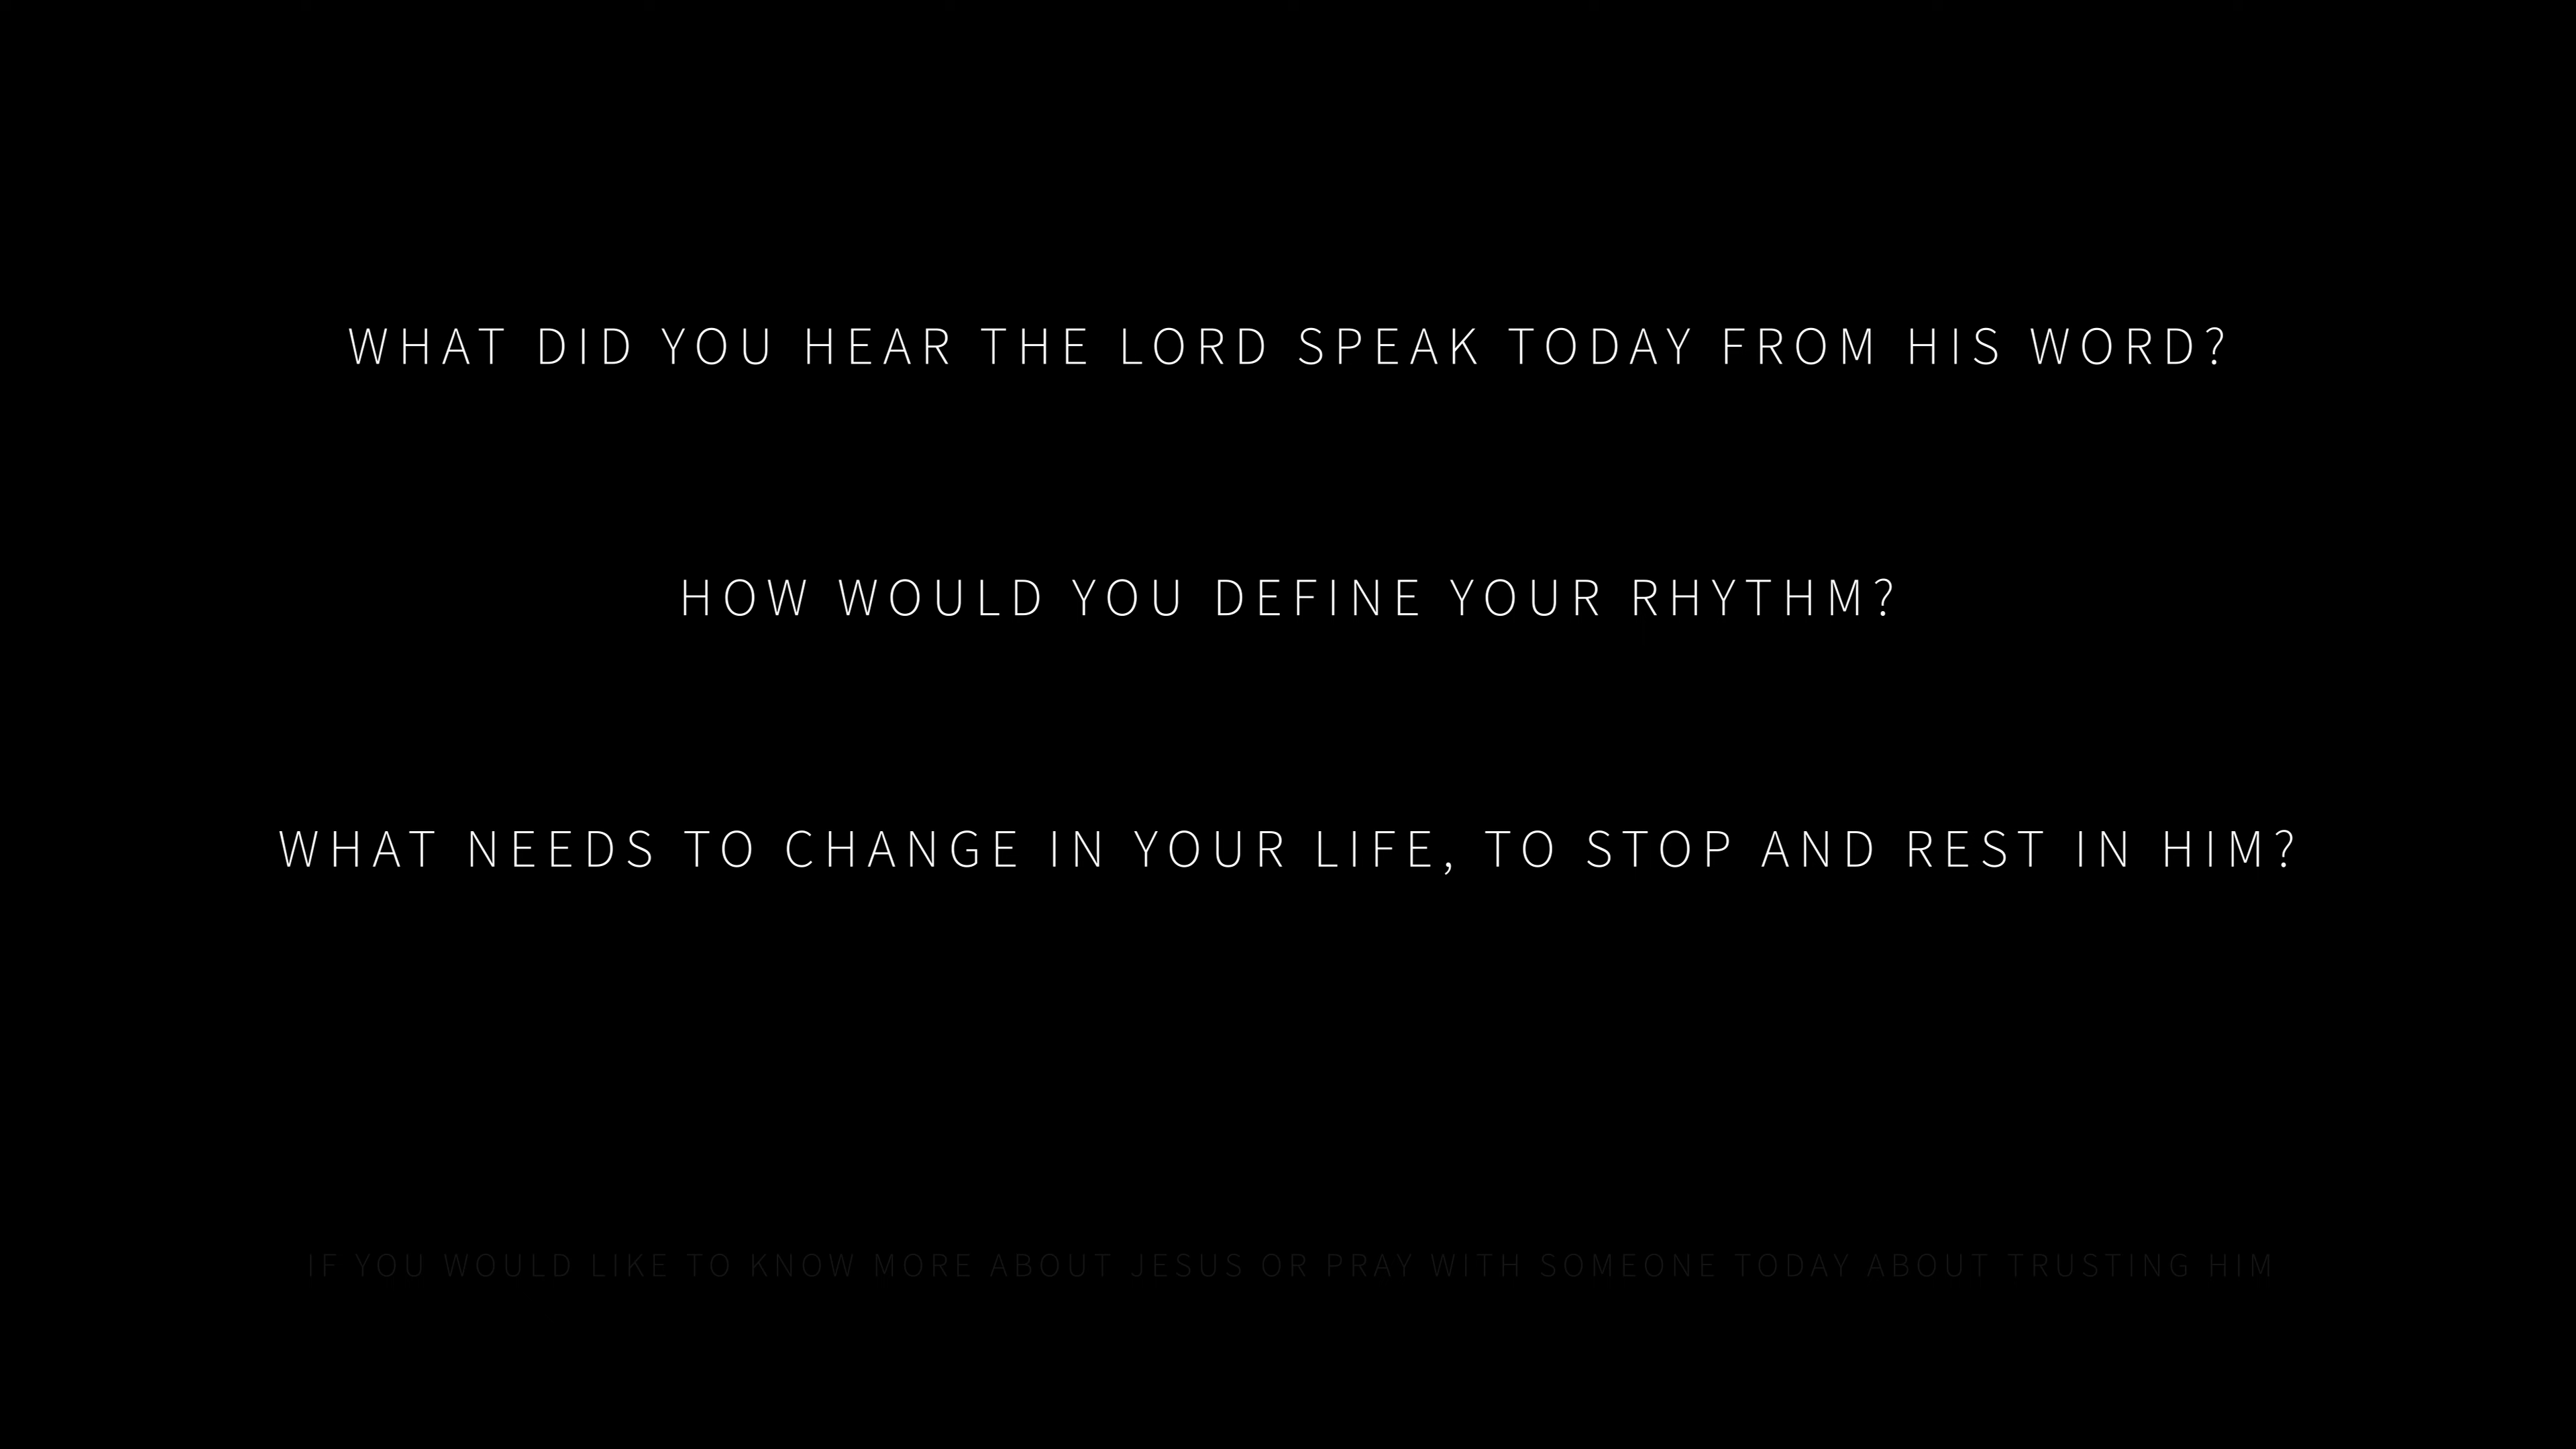 WHAT DID YOU HEAR THE LORD SPEAK TODAY FROM HIS WORD?
HOW WOULD YOU DEFINE YOUR RHYTHM?
WHAT NEEDS TO CHANGE IN YOUR LIFE, TO STOP AND REST IN HIM?
IF YOU WOULD LIKE TO KNOW MORE ABOUT JESUS OR PRAY WITH SOMEONE TODAY ABOUT TRUSTING HIM